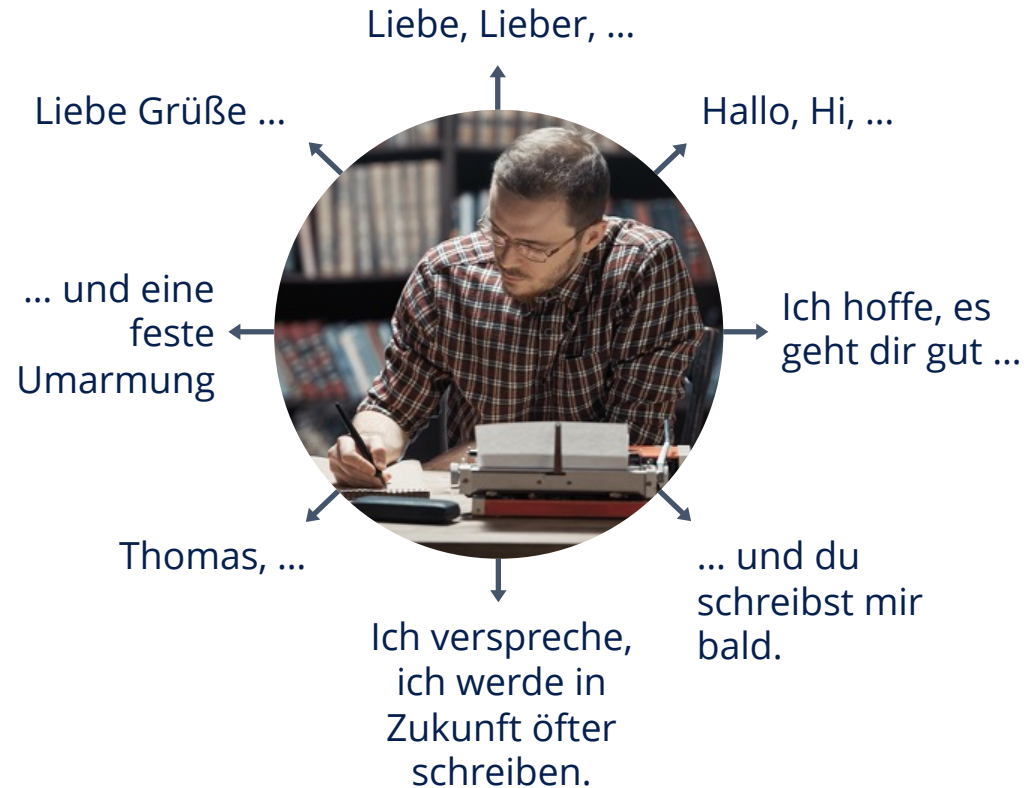 Liebe, Lieber, ...
Liebe Grüße ...
Hallo, Hi, ...
... und eine
feste
Umarmung
Ich hoffe, es
geht dir gut ...
Thomas, ...
... und du
schreibst mir
bald.
Ich verspreche,
ich werde in
Zukunft öfter
schreiben.